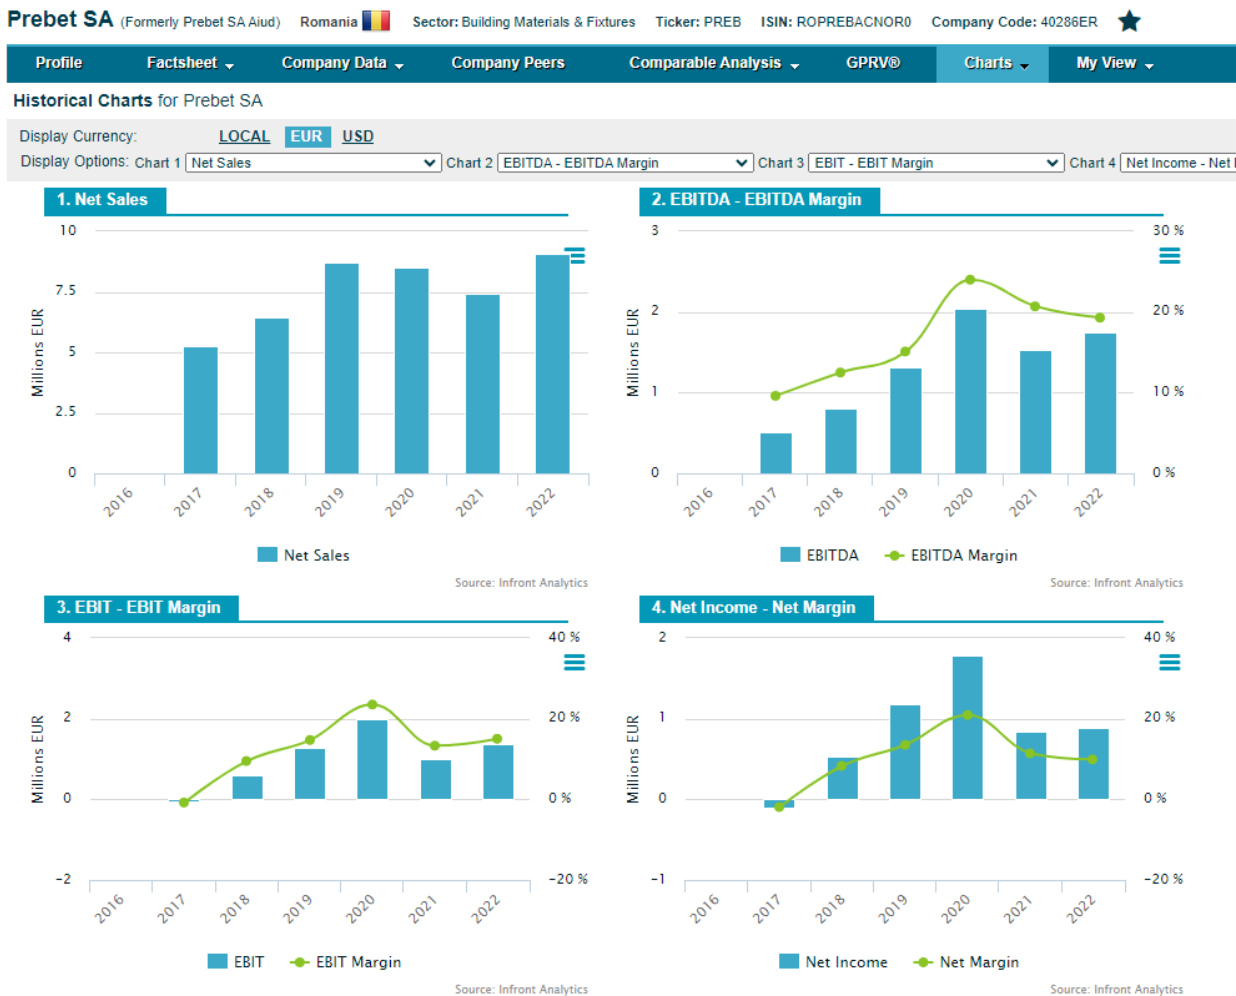 Prebet SA (Formerly Prebet SA Aiud) Romania Sector: Building Materials & Fixtures Ticker: PREB ISIN: ROPREBACNOR0 Company Code: 40286ER
Profile Factsheet Company Data Company Peers Comparable Analysis GPRV® Charts My View
Historical Charts for Prebet SA
Display Currency: LOCAL EUR USD
Display Options: Chart 1 Net Sales Chart 2 EBITDA - EBITDA Margin Chart 3 EBIT - EBIT Margin Chart 4 Net Income - Net
1. Net Sales
10
7.5
5
2.5
0
Millions EUR
2016 2017 2018 2019 2020 2021 2022
Net Sales
Source: Infront Analytics
2. EBITDA - EBITDA Margin
3 30 %
2 20 %
1 10 %
0 0 %
Millions EUR
2016 2017 2018 2019 2020 2021 2022
EBITDA EBITDA Margin
Source: Infront Analytics
3. EBIT - EBIT Margin
4 40 %
2 20 %
0 0 %
-2 -20 %
Millions EUR
2016 2017 2018 2019 2020 2021 2022
EBIT EBIT Margin
Source: Infront Analytics
4. Net Income - Net Margin
2 40 %
1 20 %
0 0 %
-1 -20 %
Millions EUR
2016 2017 2018 2019 2020 2021 2022
Net Income Net Margin
Source: Infront Analytics